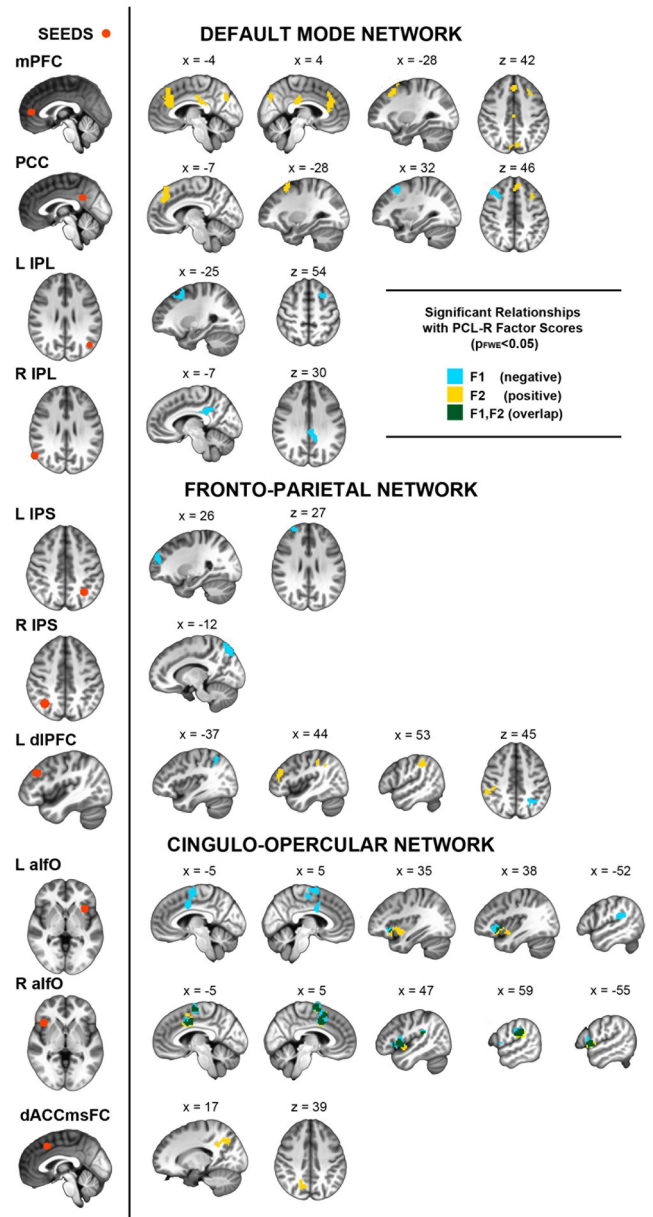 SEEDS
DEFAULT MODE NETWORK
mPFC
x = -4
x = 4
x = -28
z = 42
PCC
x = -7
x = -28
x = 32
z = 46
L IPL
x = -25
z = 54
Significant Relationships
with PCL-R Factor Scores
(pFWE<0.05)
F1 (negative)
F2 (positive)
F1,F2 (overlap)
R IPL
x = -7
z = 30
FRONTO-PARIETAL NETWORK
L IPS
x = 26
z = 27
R IPS
x = -12
L dlPFC
x = -37
x = 44
x = 53
z = 45
CINGULO-OPERCULAR NETWORK
L aIfO
x = -5
x = 5
x = 35
x = 38
x = -52
R aIfO
x = -5
x = 5
x = 47
x = 59
x = -55
dACCmsFC
x = 17
z = 39